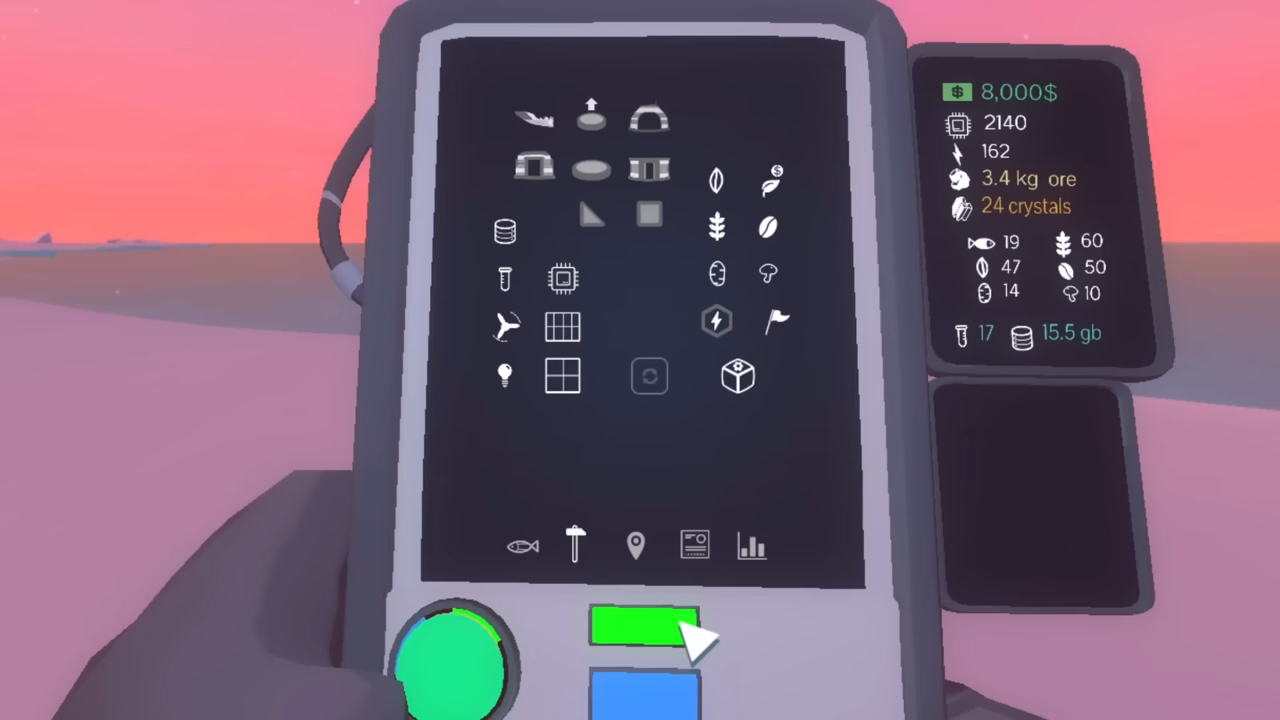 $ 8,000$
2140
162
3.4 kg ore
24 crystals
19 60
47 50
14 10
17 15.5 gb
$